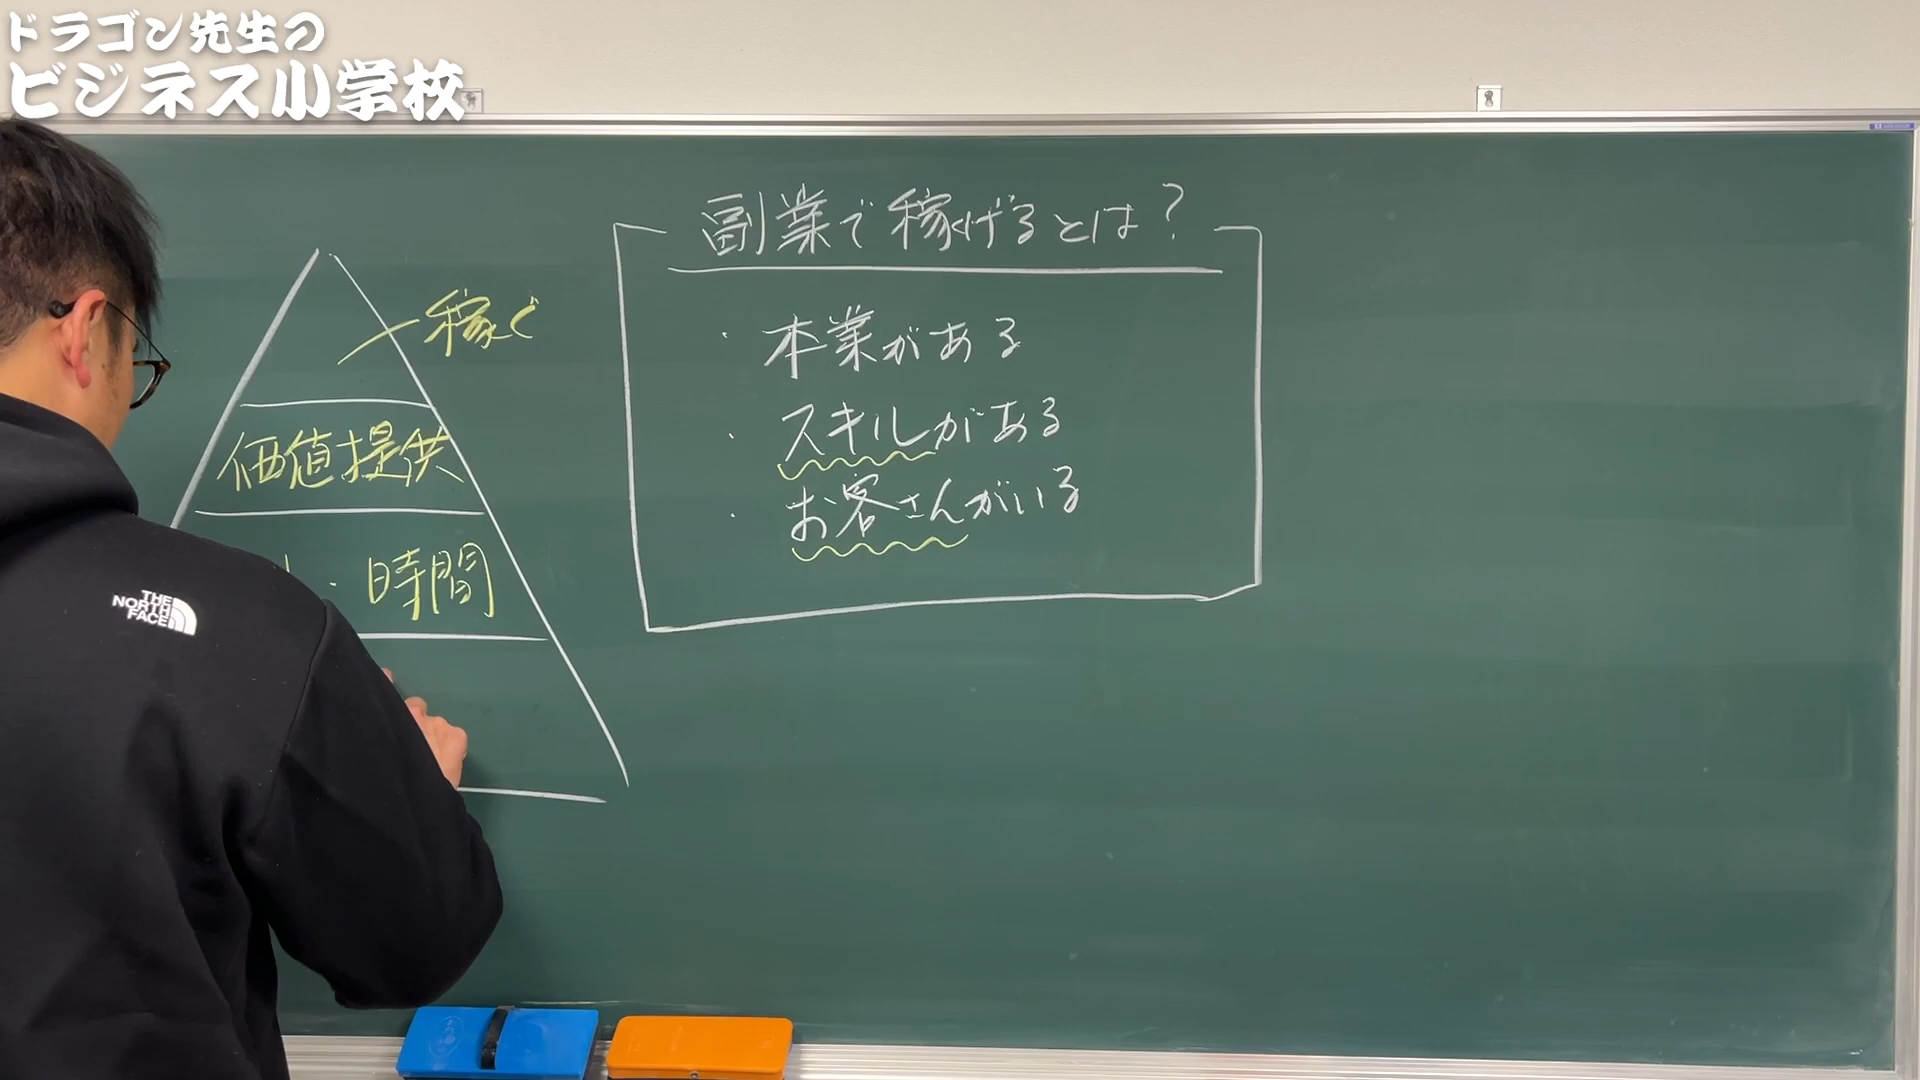 ドラゴン先生の
ビジネス小学校
副業で稼げるとは?
・本業がある
・スキルがある
・お客さんがいる
稼ぐ
価値提供
・時間
THE
NORTH
FACE